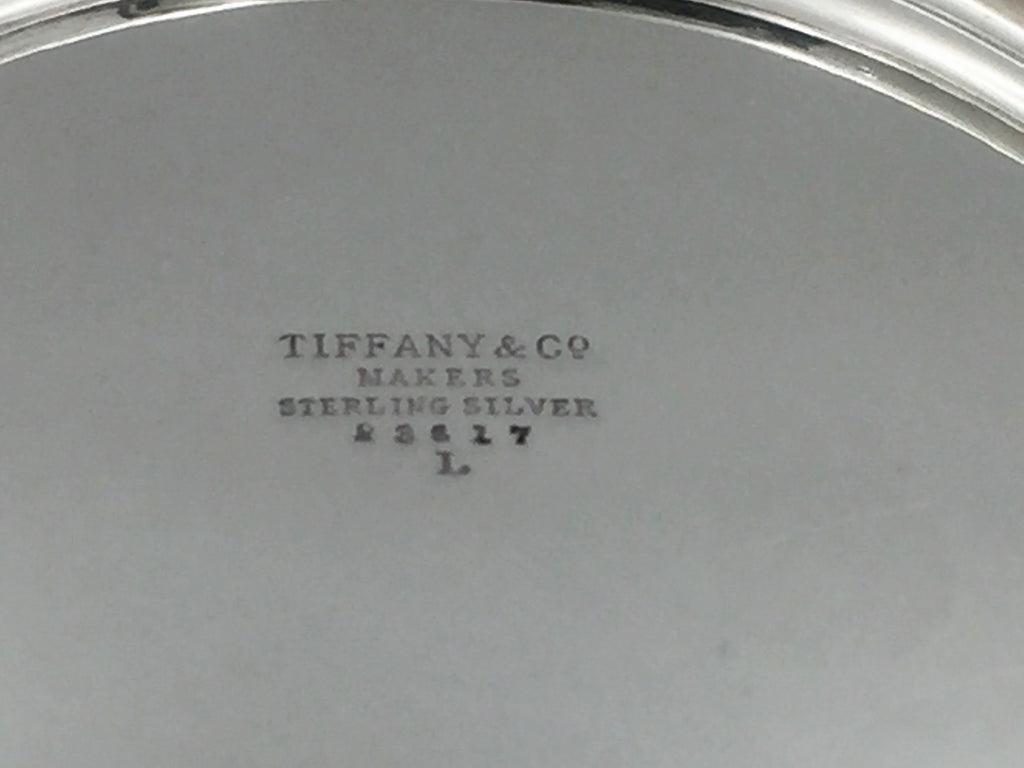 TIFFANY & Co
MAKERS
STERLING SILVER
23617
L